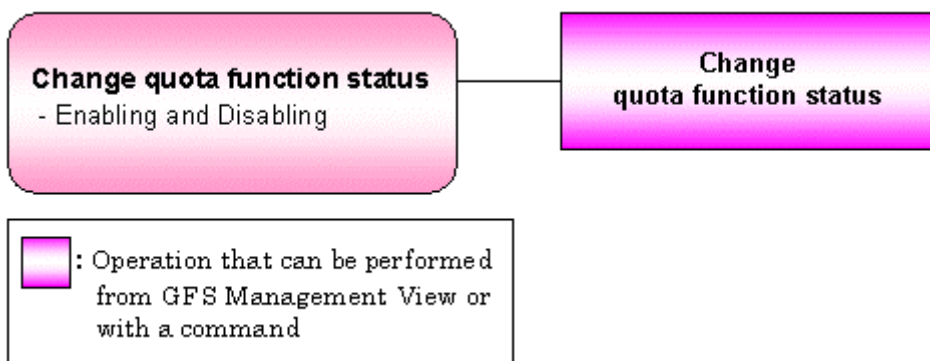 Change quota function status
- Enabling and Disabling
Change
quota function status
: Operation that can be performed
from GFS Management View or
with a command